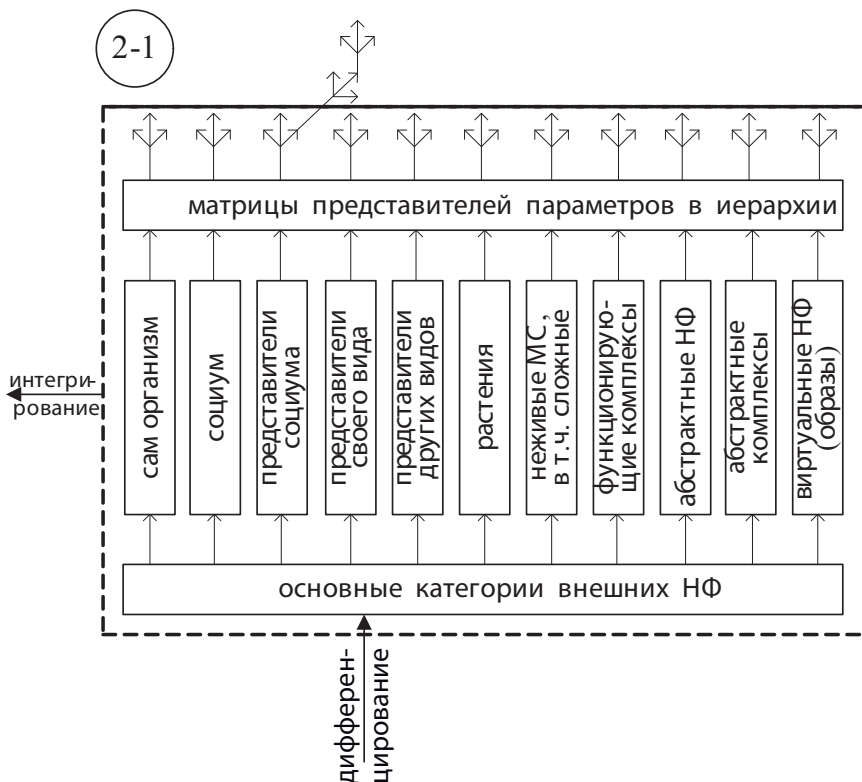 2-1
матрицы представителей параметров в иерархии
интегри-
рование
сам организм
социум
представители
социума
представители
своего вида
представители
других видов
растения
неживые МС,
в т.ч. сложные
функционирую-
щие комплексы
абстрактные НФ
абстрактные
комплексы
виртуальные НФ
(образы)
основные категории внешних НФ
дифферен-
цирование